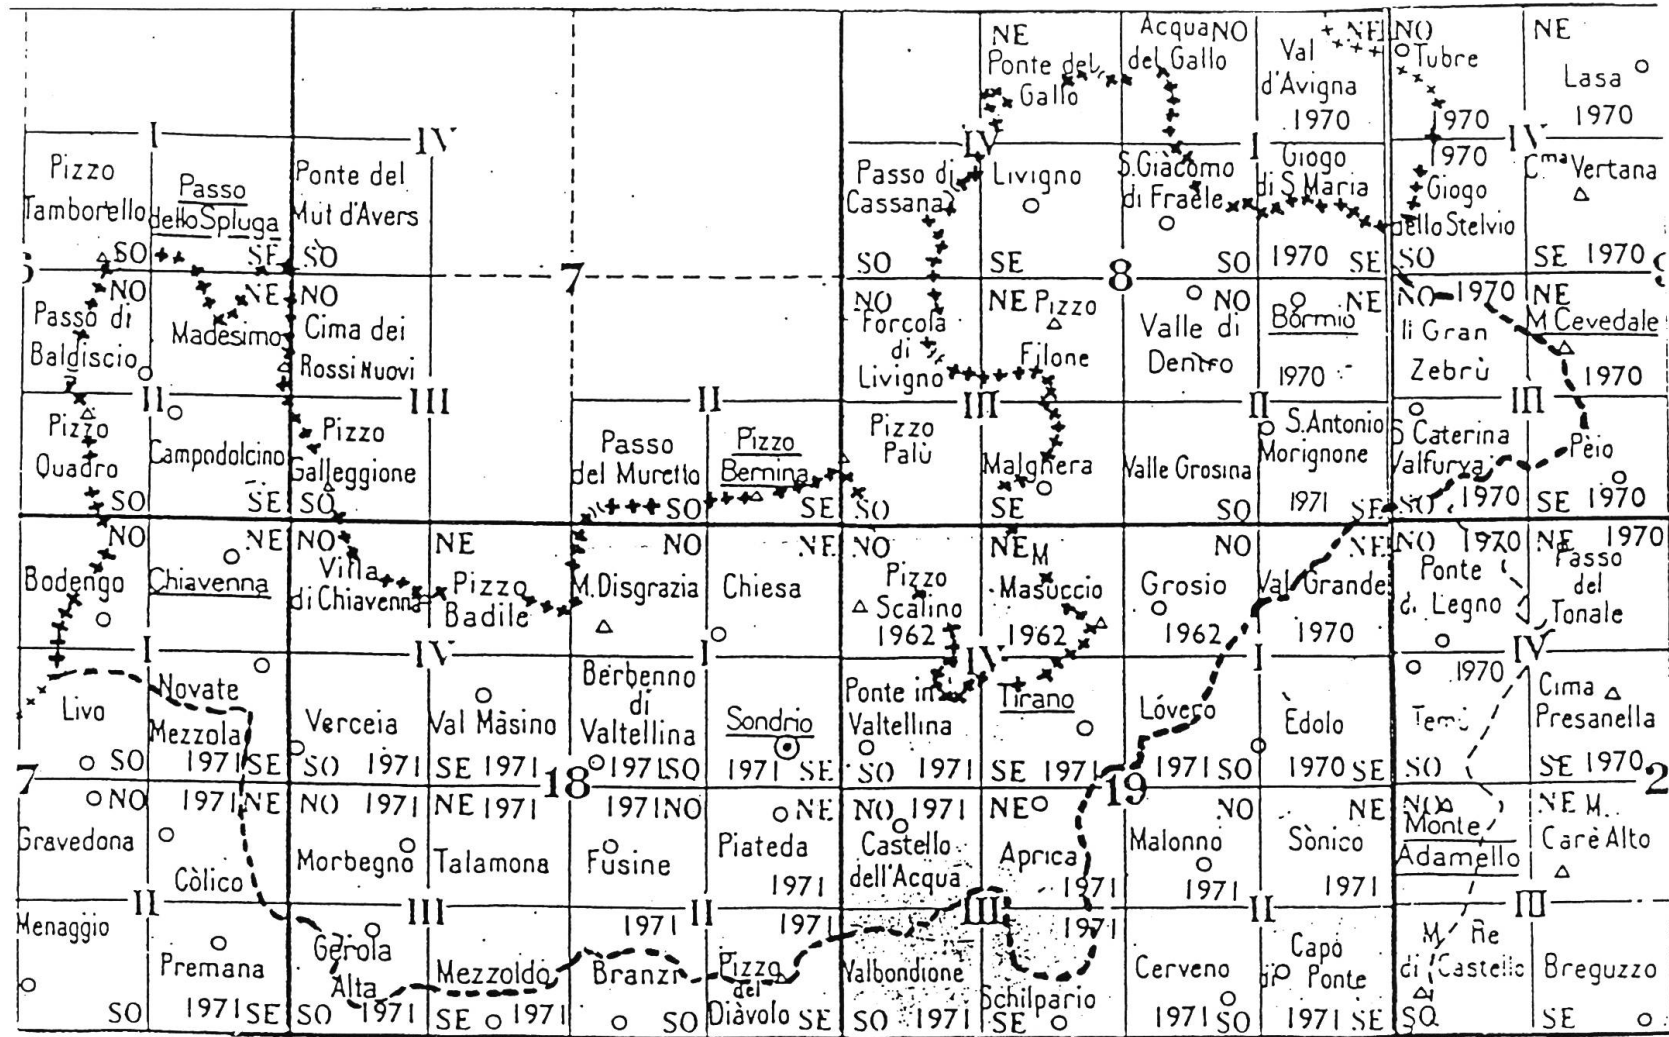 NE
Ponte del
Gallo
Acqua NO
del Gallo
Val NE
d'Avigna
1970
NO
Tubre
1970
NE
Lasa
1970
I
IV
IV
I
IV
Pizzo
Tamborello
SO
Passo
dello Spluga
SE
Ponte del
Mut d'Avers
SO
Passo di
Cassana
SO
Livigno
SE
S. Giacomo
di Fraele
SO
Giogo
di S. Maria
1970 SE
1970
Giogo
dello Stelvio
SO
Cma Vertana
SE 1970
6
7
8
9
NO
Passo di
Baldiscio
NE
Madesimo
NO
Cima dei
Rossi Nuovi
NO
Forcola
di
Livigno
NE Pizzo
Filone
NO
Valle di
Dentro
NE
Bormio
1970
NO 1970
Il Gran
Zebrù
NE
M. Cevedale
1970
II
III
II
III
II
III
Pizzo
Quadro
SO
Campodolcino
SE
Pizzo
Galleggione
SO
Passo
del Muretto
SO
Pizzo
Bernina
SE
Pizzo
Palù
SO
Malghera
SE
Valle Grosina
SO
S. Antonio
Morignone
1971 SE
S Caterina
Valfurva
SO 1970
Pèio
SE 1970
NO
Bodengo
NE
Chiavenna
NO
Villa
di Chiavenna
NE
Pizzo
Badile
NO
M. Disgrazia
NE
Chiesa
NO
Pizzo
Scalino
1962
NE M
Masuccio
1962
NO
Grosio
1962
NE
Val Grande
1970
NO 1970
Ponte
di Legno
NE 1970
Passo
del
Tonale
I
IV
I
IV
I
IV
Livo
SO
Novate
Mezzola
1971 SE
Verceia
SO 1971
Val Màsino
SE 1971
Berbenno
di
Valtellina
1971 SO
Sondrio
1971 SE
Ponte in
Valtellina
SO 1971
Tirano
SE 1971
Lóvero
1971 SO
Èdolo
1970 SE
1970
Temù
SO
Cima
Presanella
SE 1970
7
18
19
2
NO
Gravedona
1971 NE
Còlico
NO 1971
Morbegno
NE 1971
Talamona
1971 NO
Fusine
NE
Piateda
1971
NO 1971
Castello
dell'Acqua
NE
Aprica
1971
NO
Malonno
1971
NE
Sònico
1971
NO
Monte
Adamello
NE M.
Carè Alto
II
III
II
III
II
III
Menaggio
SO
Premana
1971 SE
Gerola
Alta
SO 1971
Mezzoldo
SE 1971
1971
Branzi
SO
1971
Pizzo
del
Diàvolo SE
Valbondione
SO 1971
1971
Schilpario
SE
Cerveno
1971 SO
Capo
di Ponte
1971 SE
di Castello
SO
Breguzzo
SE